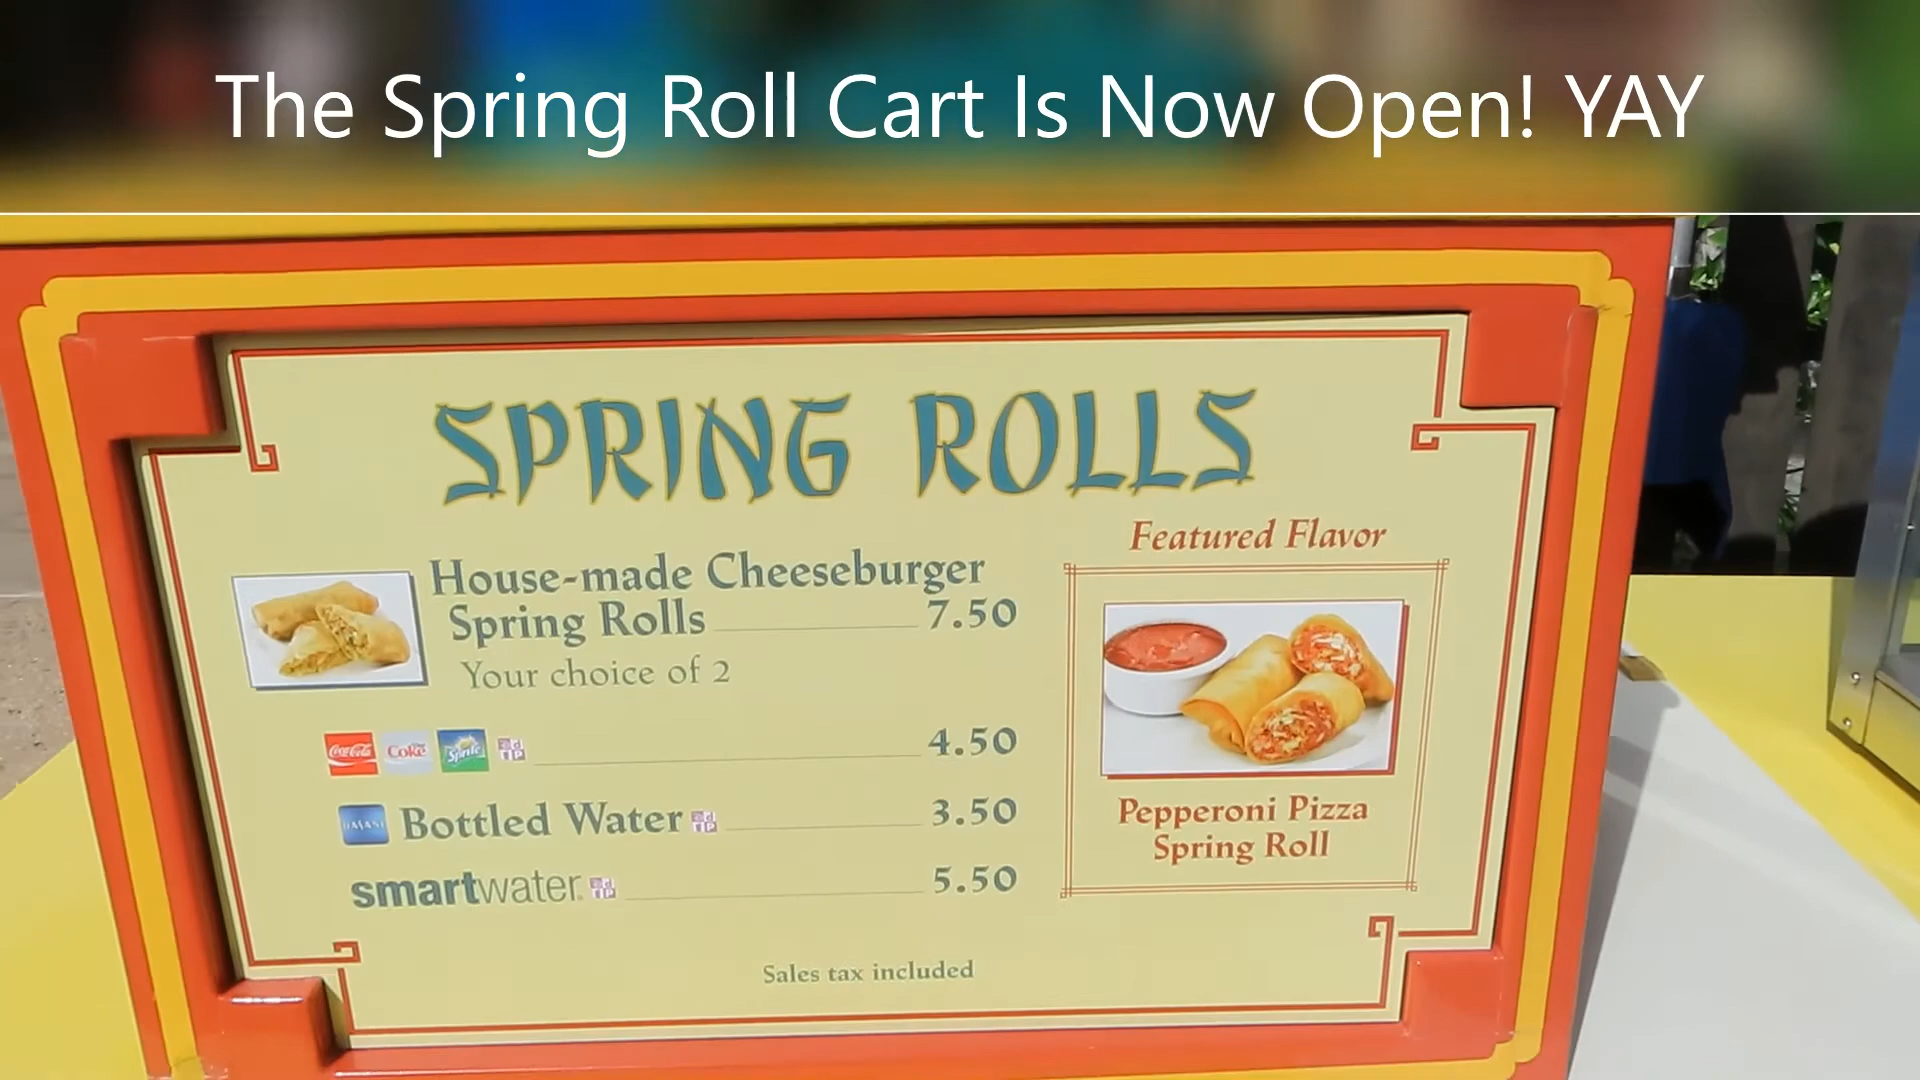 The Spring Roll Cart Is Now Open! YAY
SPRING ROLLS
Featured Flavor
House-made Cheeseburger
Spring Rolls 7.50
Your choice of 2
Coca-Cola Coke Sprite 4.50
DASANI Bottled Water 3.50
smartwater. 5.50
Pepperoni Pizza
Spring Roll
Sales tax included